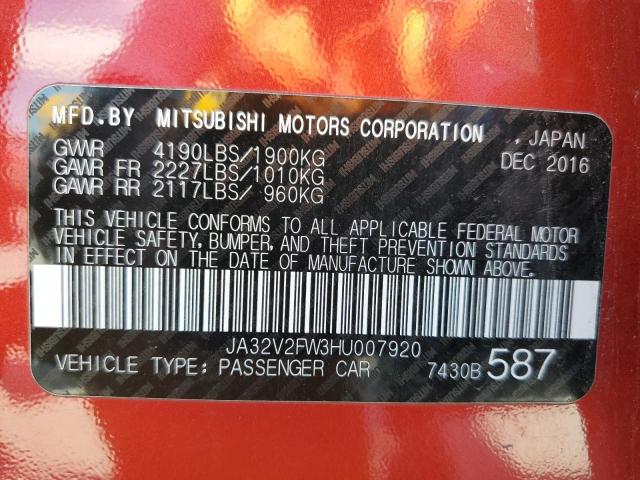 MFD.BY MITSUBISHI MOTORS CORPORATION , JAPAN
GWR 4190LBS/1900KG DEC 2016
GAWR FR 2227LBS/1010KG
GAWR RR 2117LBS/ 960KG
THIS VEHICLE CONFORMS TO ALL APPLICABLE FEDERAL MOTOR
VEHICLE SAFETY, BUMPER, AND THEFT PREVENTION STANDARDS
IN EFFECT ON THE DATE OF MANUFACTURE SHOWN ABOVE.
JA32V2FW3HU007920
VEHICLE TYPE: PASSENGER CAR 7430B 587